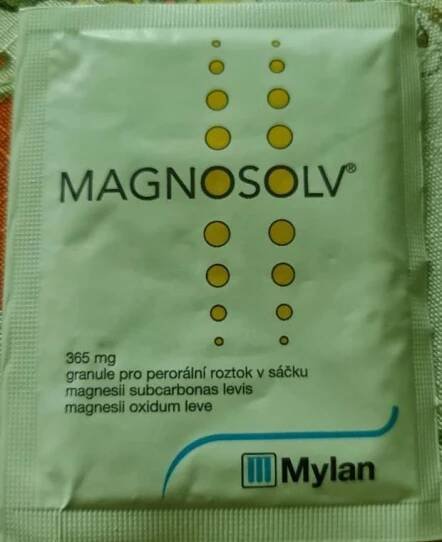 MAGNOSOLV®
365 mg
granule pro perorální roztok v sáčku
magnesii subcarbonas levis
magnesii oxidum leve
Mylan